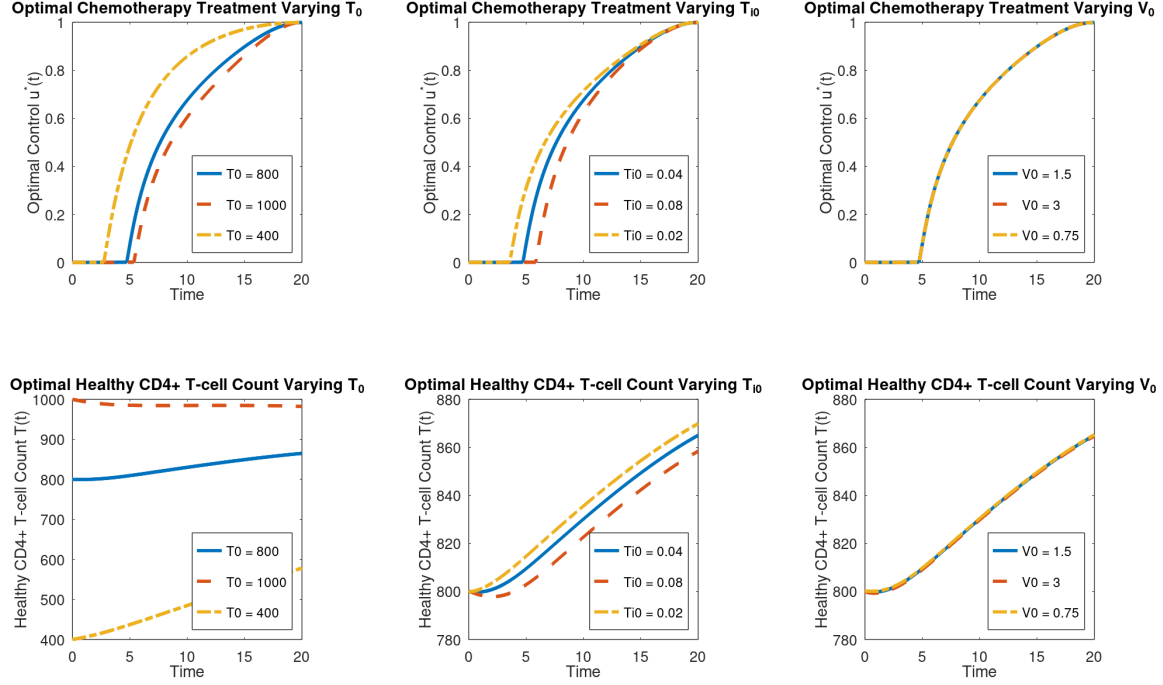 Optimal Chemotherapy Treatment Varying T0
Optimal Control u*(t)
1
0.8
0.6
0.4
0.2
0
T0 = 800
T0 = 1000
T0 = 400
0 5 10 15 20
Time
Optimal Chemotherapy Treatment Varying Ti0
Optimal Control u*(t)
1
0.8
0.6
0.4
0.2
0
Ti0 = 0.04
Ti0 = 0.08
Ti0 = 0.02
0 5 10 15 20
Time
Optimal Chemotherapy Treatment Varying V0
Optimal Control u*(t)
1
0.8
0.6
0.4
0.2
0
V0 = 1.5
V0 = 3
V0 = 0.75
0 5 10 15 20
Time
Optimal Healthy CD4+ T-cell Count Varying T0
Healthy CD4+ T-cell Count T(t)
1000
900
800
700
600
500
400
T0 = 800
T0 = 1000
T0 = 400
0 5 10 15 20
Time
Optimal Healthy CD4+ T-cell Count Varying Ti0
Healthy CD4+ T-cell Count T(t)
880
860
840
820
800
780
Ti0 = 0.04
Ti0 = 0.08
Ti0 = 0.02
0 5 10 15 20
Time
Optimal Healthy CD4+ T-cell Count Varying V0
Healthy CD4+ T-cell Count T(t)
880
860
840
820
800
780
V0 = 1.5
V0 = 3
V0 = 0.75
0 5 10 15 20
Time